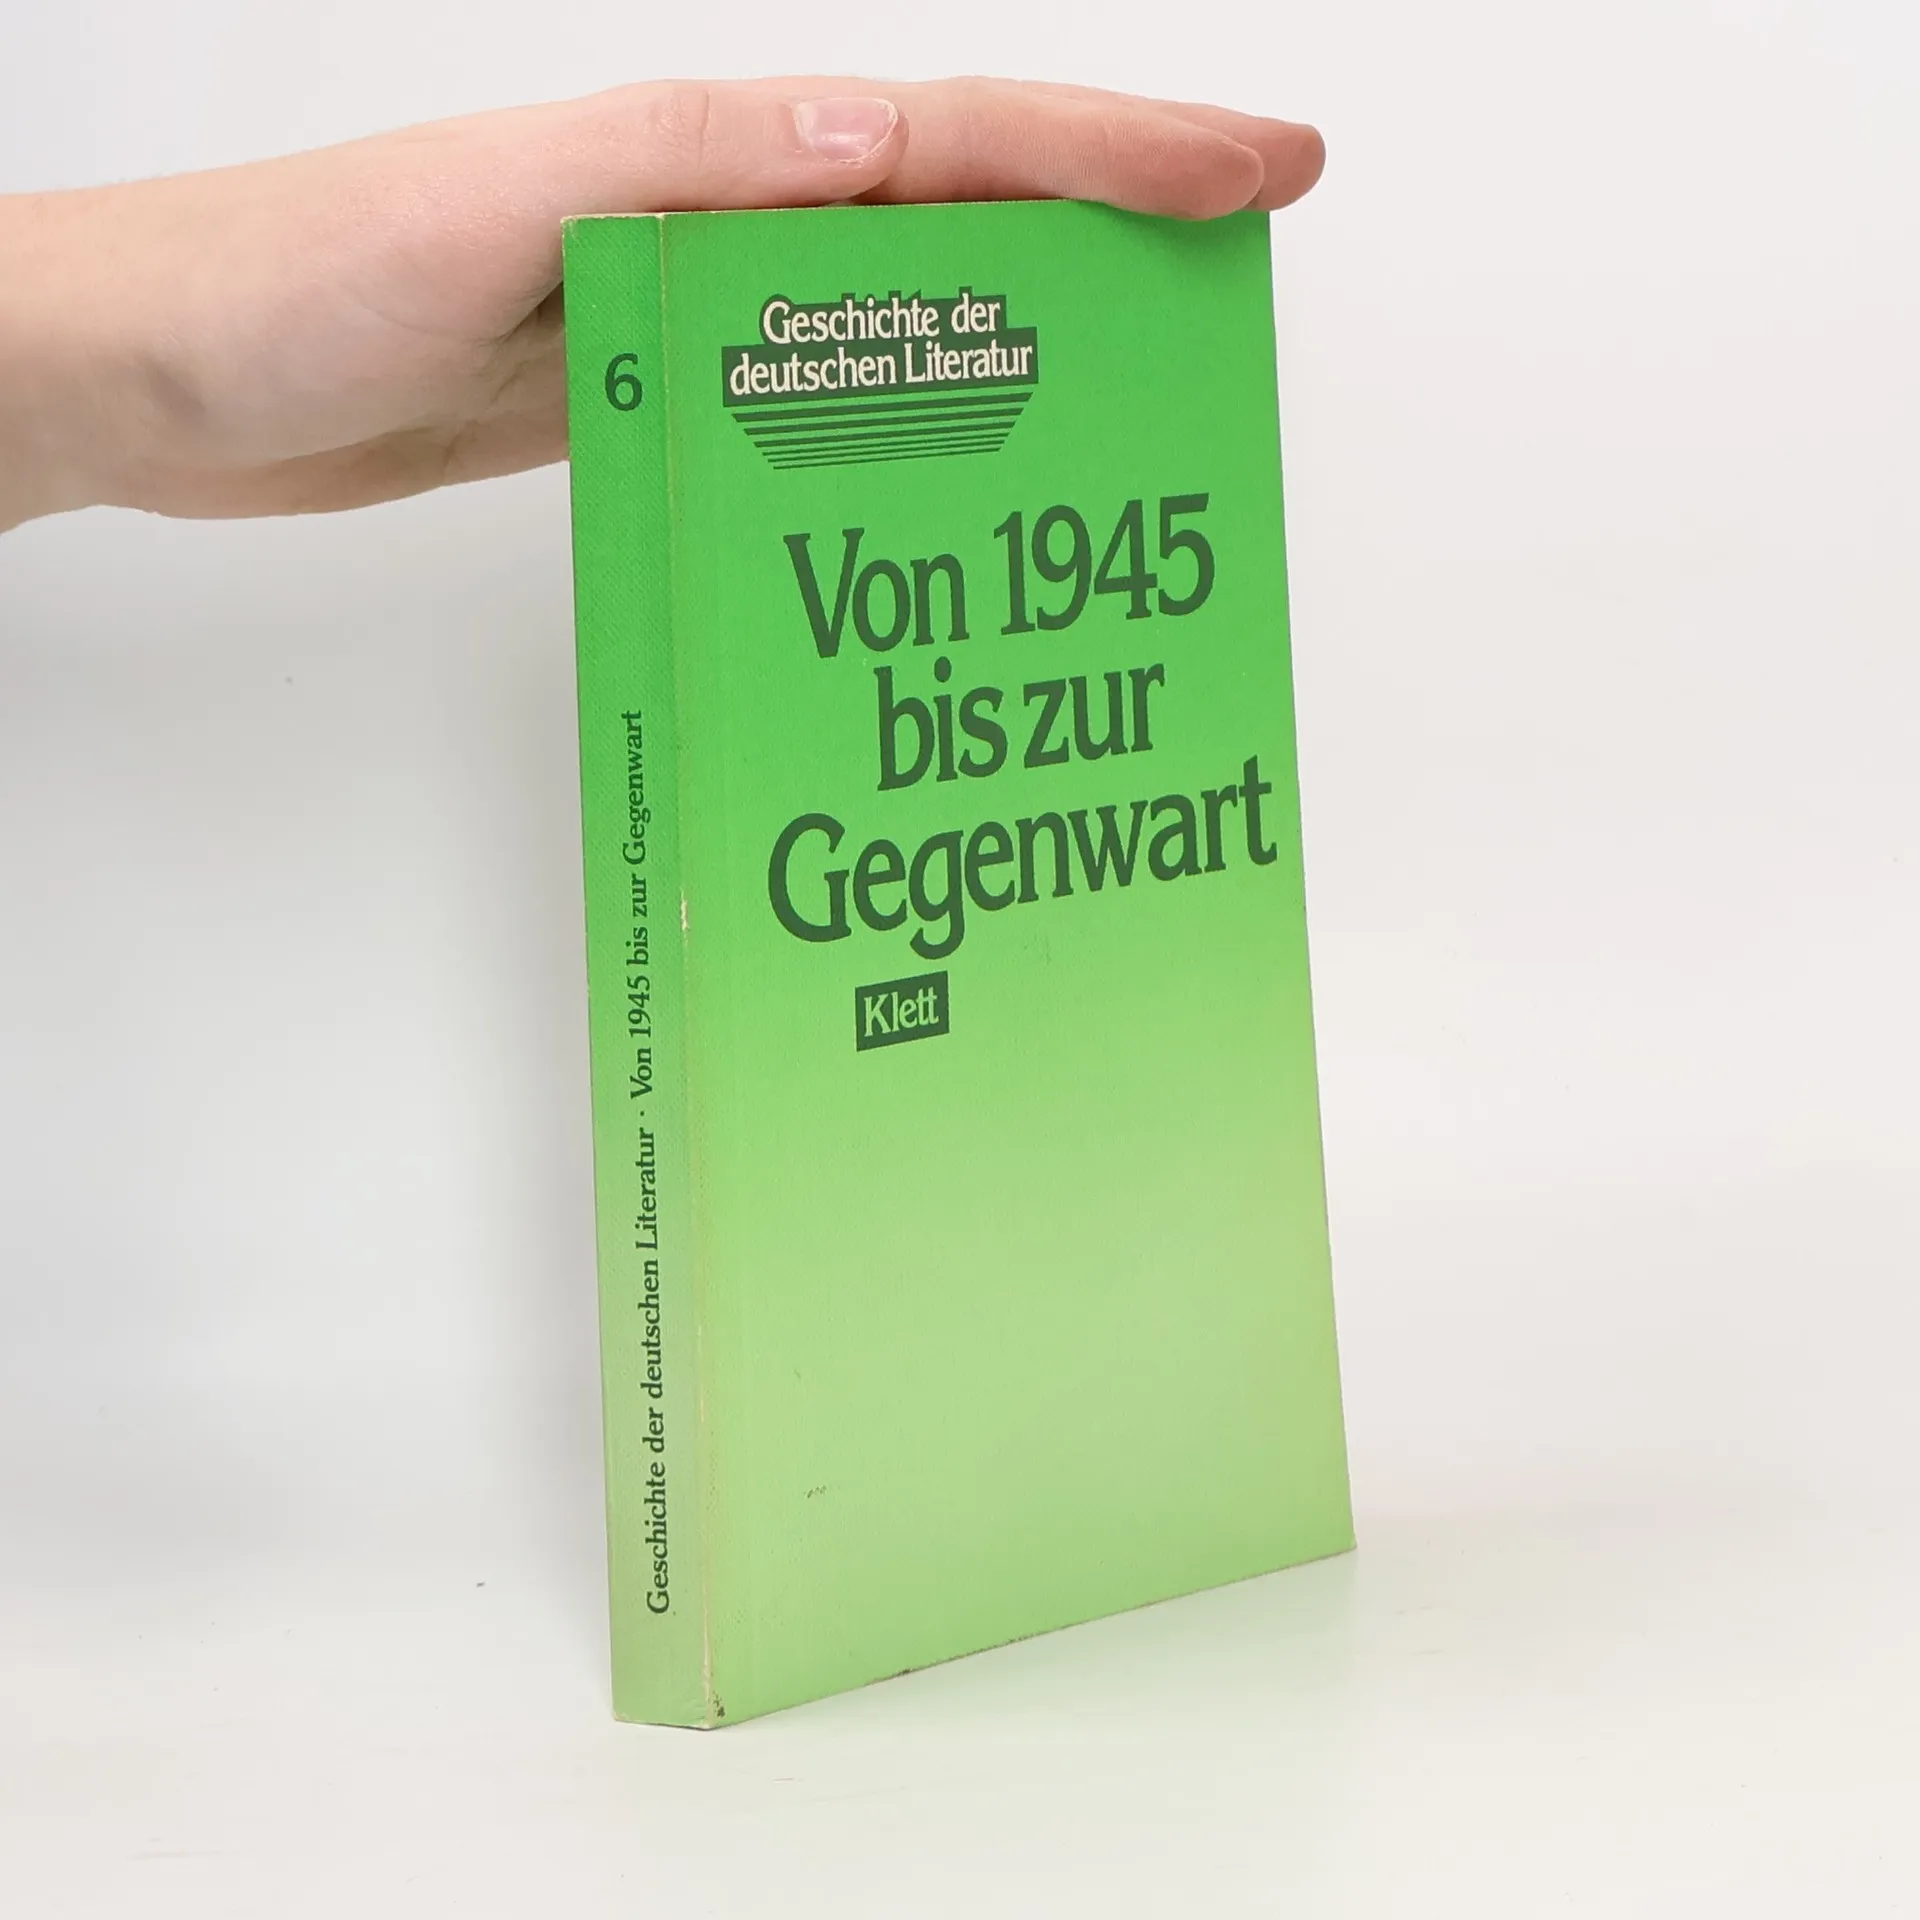 6
Geschichte der deutschen Literatur · Von 1945 bis zur Gegenwart
Geschichte der
deutschen Literatur
Von 1945
bis zur
Gegenwart
Klett